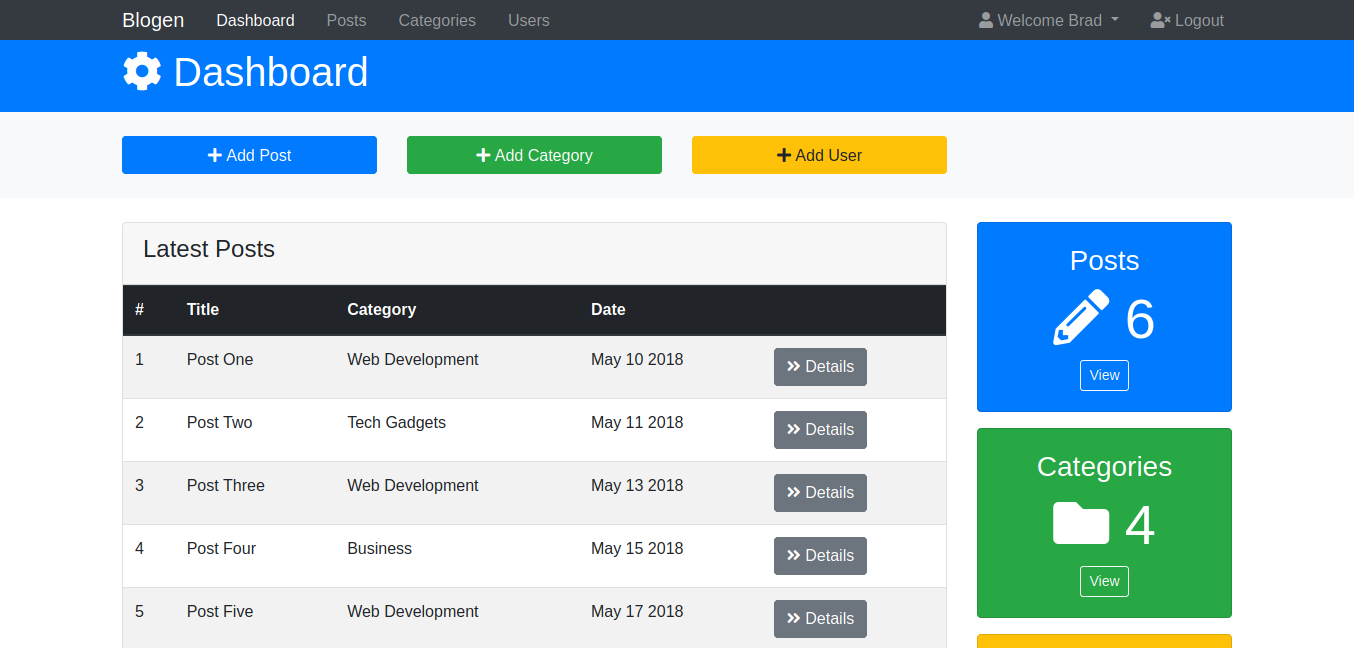 Blogen Dashboard Posts Categories Users Welcome Brad Logout
Dashboard
Add Post Add Category Add User
Latest Posts
# Title Category Date
1 Post One Web Development May 10 2018 Details
2 Post Two Tech Gadgets May 11 2018 Details
3 Post Three Web Development May 13 2018 Details
4 Post Four Business May 15 2018 Details
5 Post Five Web Development May 17 2018 Details
Posts
6
View
Categories
4
View